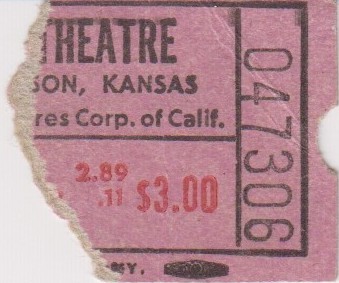 THEATRE
SON, KANSAS
res Corp. of Calif.
2.89
.11 $3.00
047306